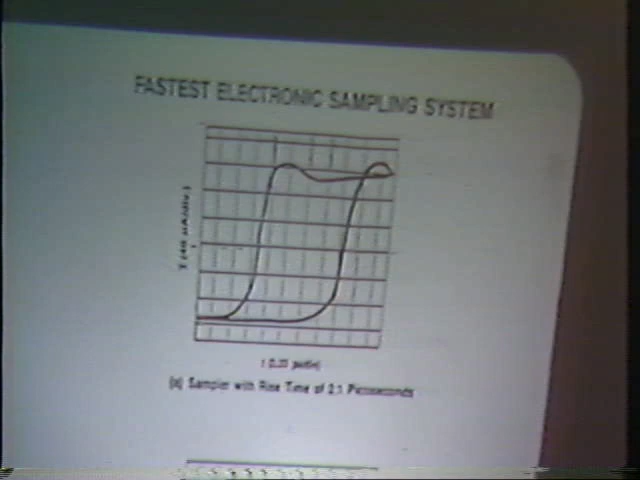 FASTEST ELECTRONIC SAMPLING SYSTEM
(a) Sampler with Rise Time of 2.1 Picoseconds